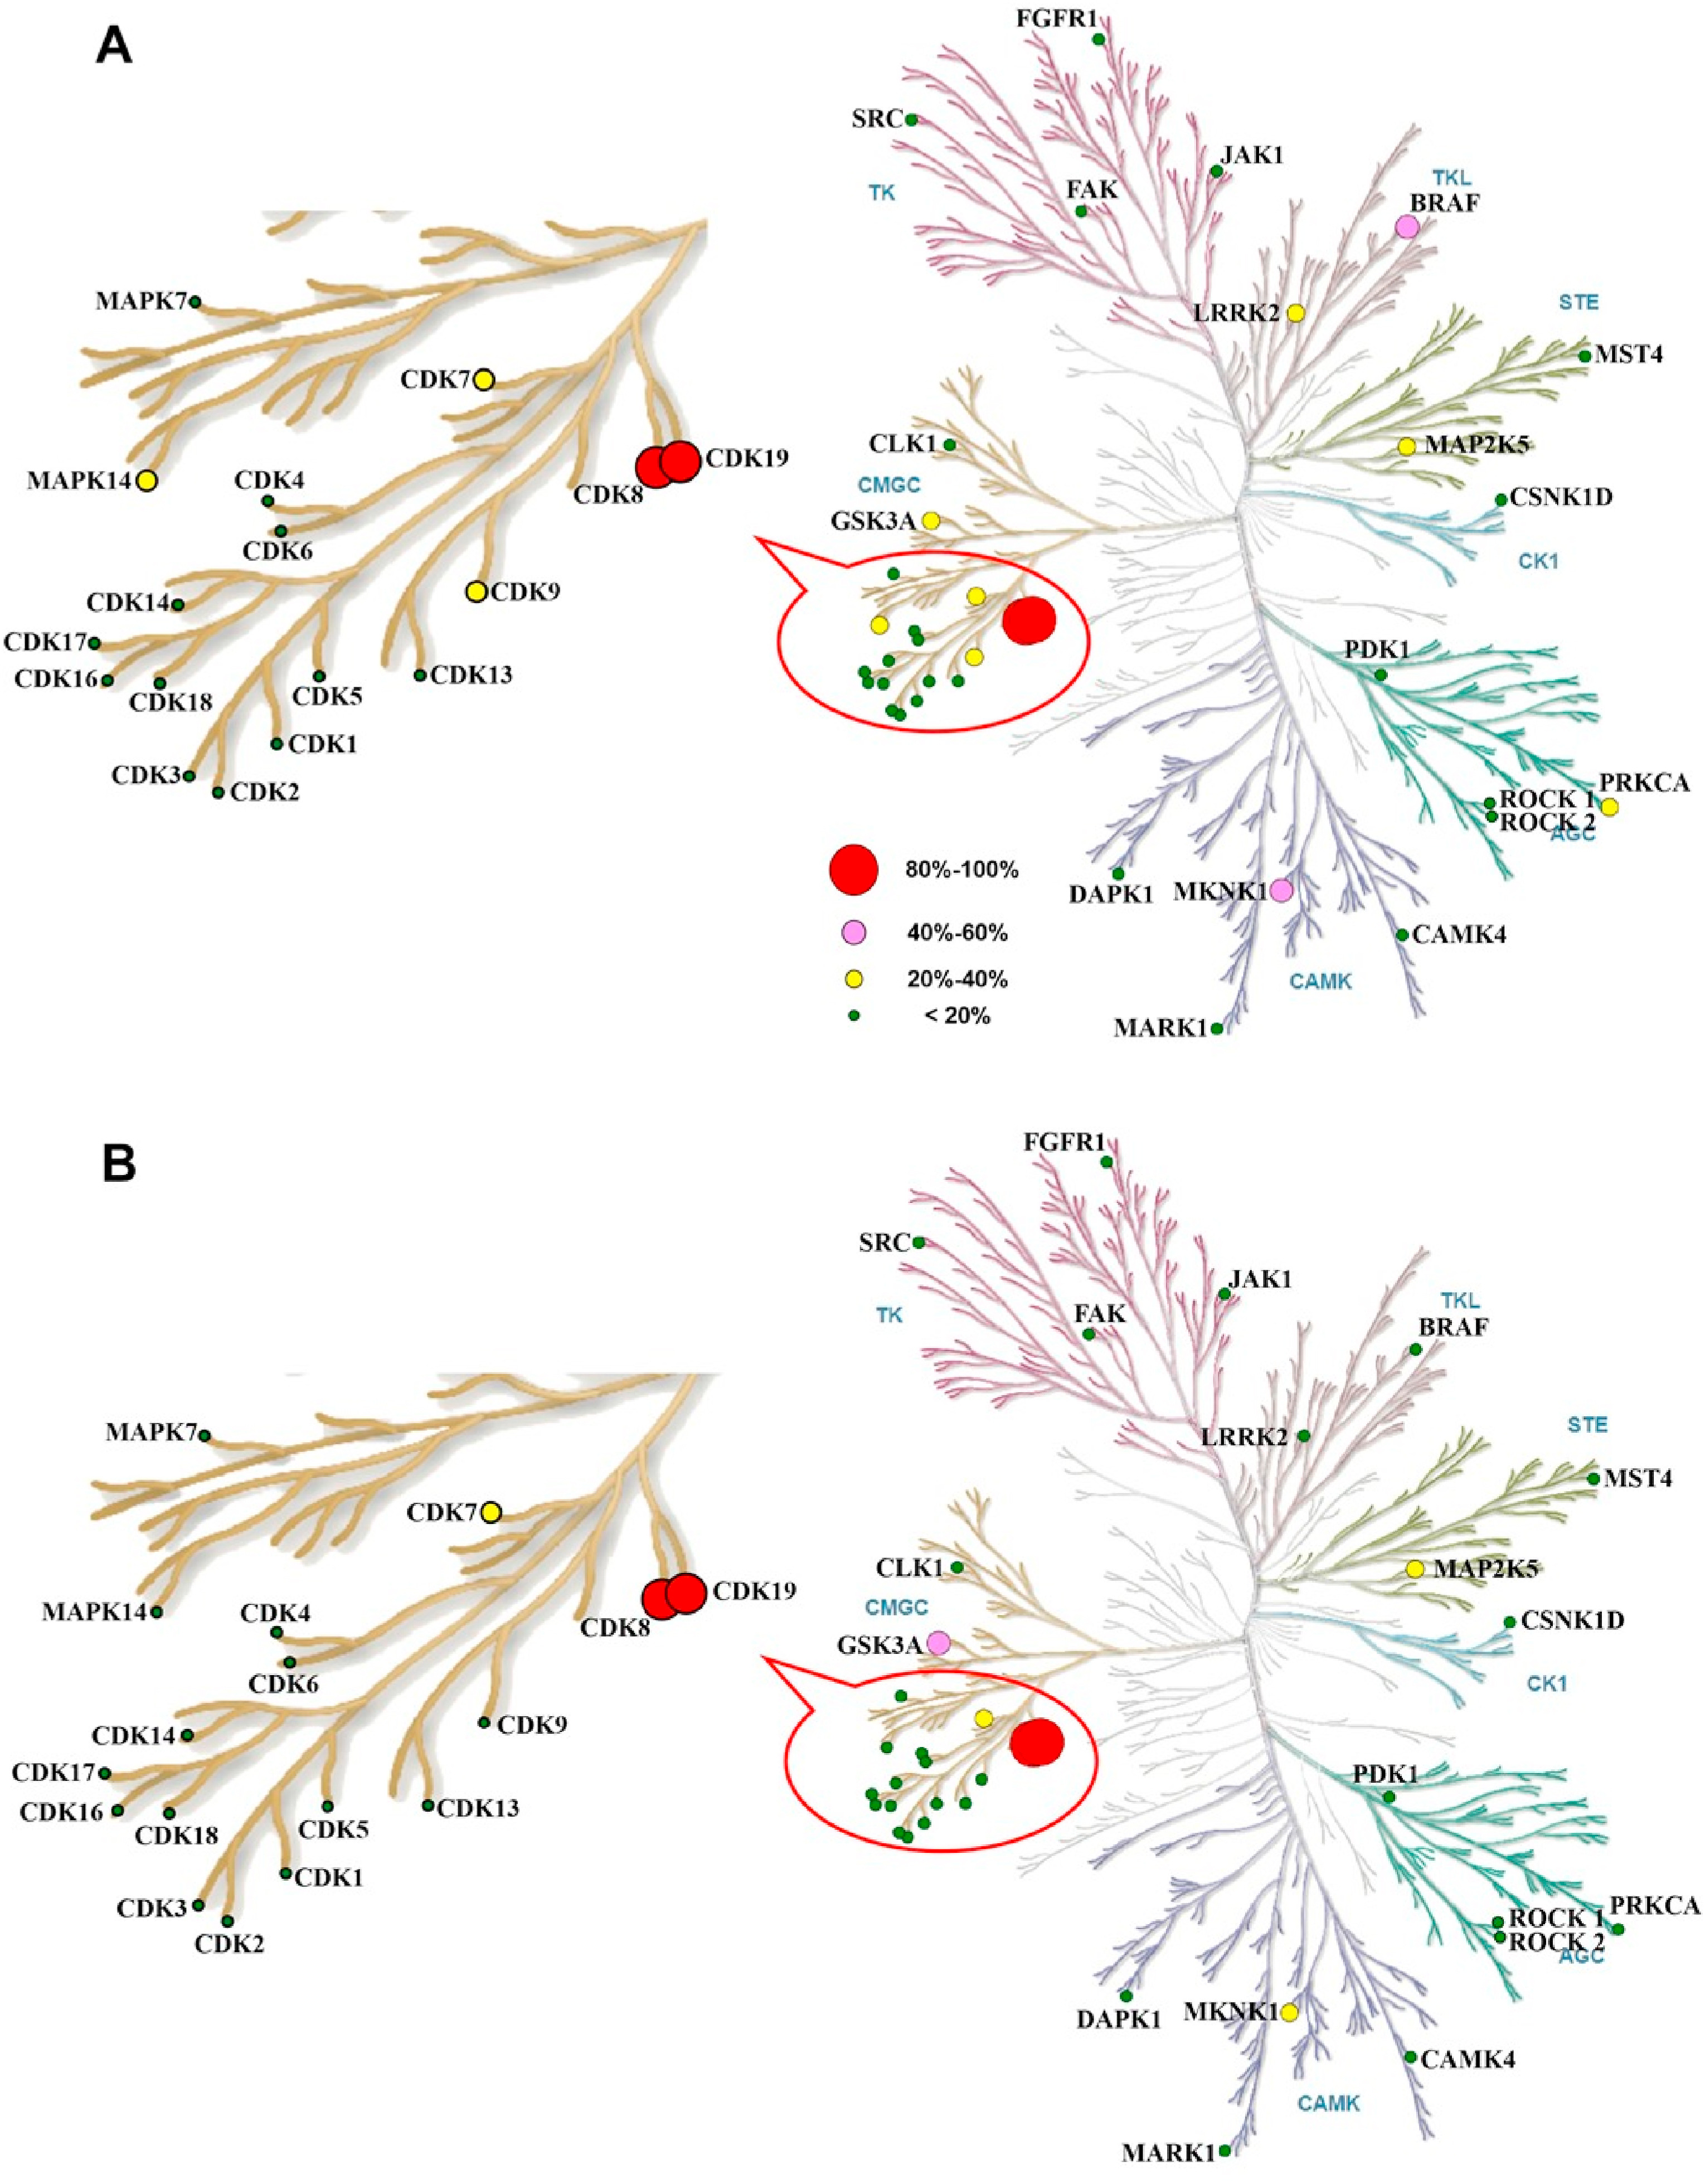 A
FGFR1
SRC
JAK1
TK
FAK
TKL
BRAF
MAPK7
LRRK2
STE
MST4
CDK7
CLK1
MAP2K5
CDK19
MAPK14
CDK4
CDK8
CMGC
CSNK1D
GSK3A
CDK6
CK1
CDK9
CDK14
CDK17
PDK1
CDK16
CDK18
CDK5
CDK13
CDK1
CDK3
CDK2
PRKCA
ROCK 1
ROCK 2
AGC
80%-100%
DAPK1
MKNK1
40%-60%
CAMK4
20%-40%
CAMK
< 20%
MARK1
B
FGFR1
SRC
JAK1
TK
FAK
TKL
BRAF
MAPK7
LRRK2
STE
MST4
CDK7
CLK1
MAP2K5
CDK19
MAPK14
CDK4
CDK8
CMGC
CSNK1D
GSK3A
CDK6
CK1
CDK9
CDK14
CDK17
PDK1
CDK16
CDK18
CDK5
CDK13
CDK1
CDK3
CDK2
PRKCA
ROCK 1
ROCK 2
AGC
DAPK1
MKNK1
CAMK4
CAMK
MARK1